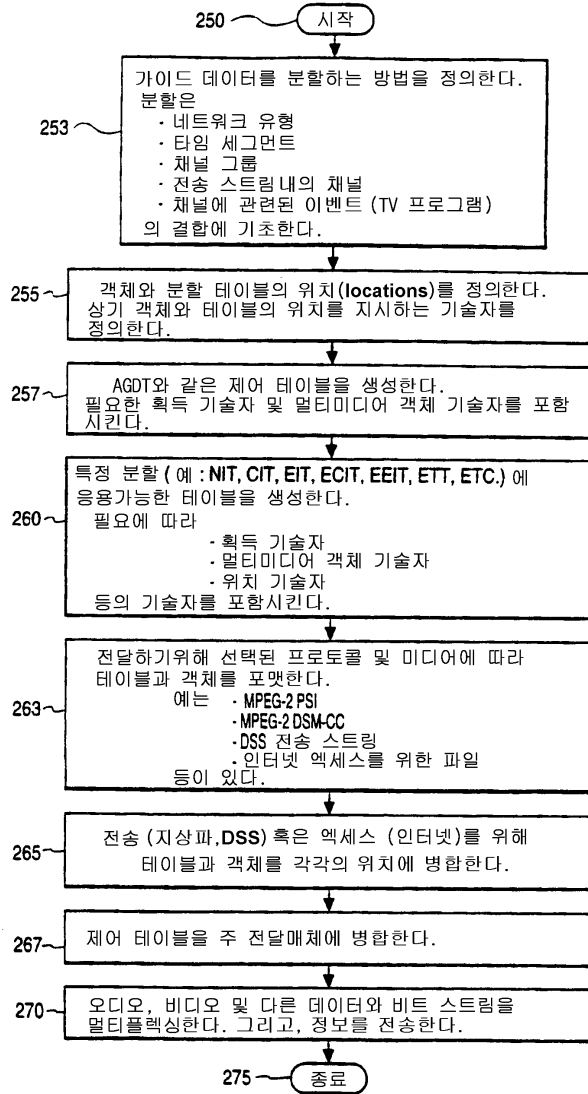 250 시작
가이드 데이터를 분할하는 방법을 정의한다.
분할은
253
· 네트워크 유형
· 타임 세그먼트
· 채널 그룹
· 전송 스트림내의 채널
· 채널에 관련된 이벤트 (TV 프로그램)
의 결합에 기초한다.
255
객체와 분할 테이블의 위치(locations)를 정의한다.
상기 객체와 테이블의 위치를 지시하는 기술자를
정의한다.
257
AGDT와 같은 제어 테이블을 생성한다.
필요한 획득 기술자 및 멀티미디어 객체 기술자를 포함
시킨다.
특정 분할 ( 예 : NIT, CIT, EIT, ECIT, EEIT, ETT, ETC.) 에
응용가능한 테이블을 생성한다.
260
필요에 따라
· 획득 기술자
· 멀티미디어 객체 기술자
· 위치 기술자
등의 기술자를 포함시킨다.
전달하기위해 선택된 프로토콜 및 미디어에 따라
테이블과 객체를 포맷한다.
263
예는 · MPEG-2 PSI
· MPEG-2 DSM-CC
· DSS 전송 스트링
· 인터넷 엑세스를 위한 파일
등이 있다.
265
전송 (지상파, DSS) 혹은 엑세스 (인터넷)를 위해
테이블과 객체를 각각의 위치에 병합한다.
267 제어 테이블을 주 전달매체에 병합한다.
270 오디오, 비디오 및 다른 데이터와 비트 스트림을
멀티플렉싱한다. 그리고, 정보를 전송한다.
275 종료